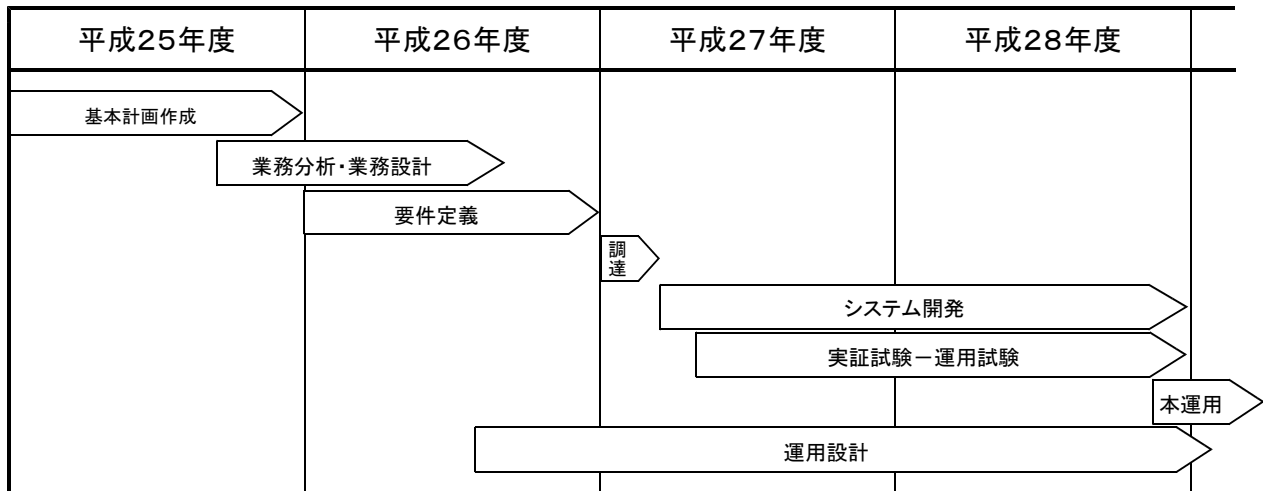 平成25年度
平成26年度
平成27年度
平成28年度
基本計画作成
業務分析・業務設計
要件定義
調
達
システム開発
実証試験－運用試験
本運用
運用設計